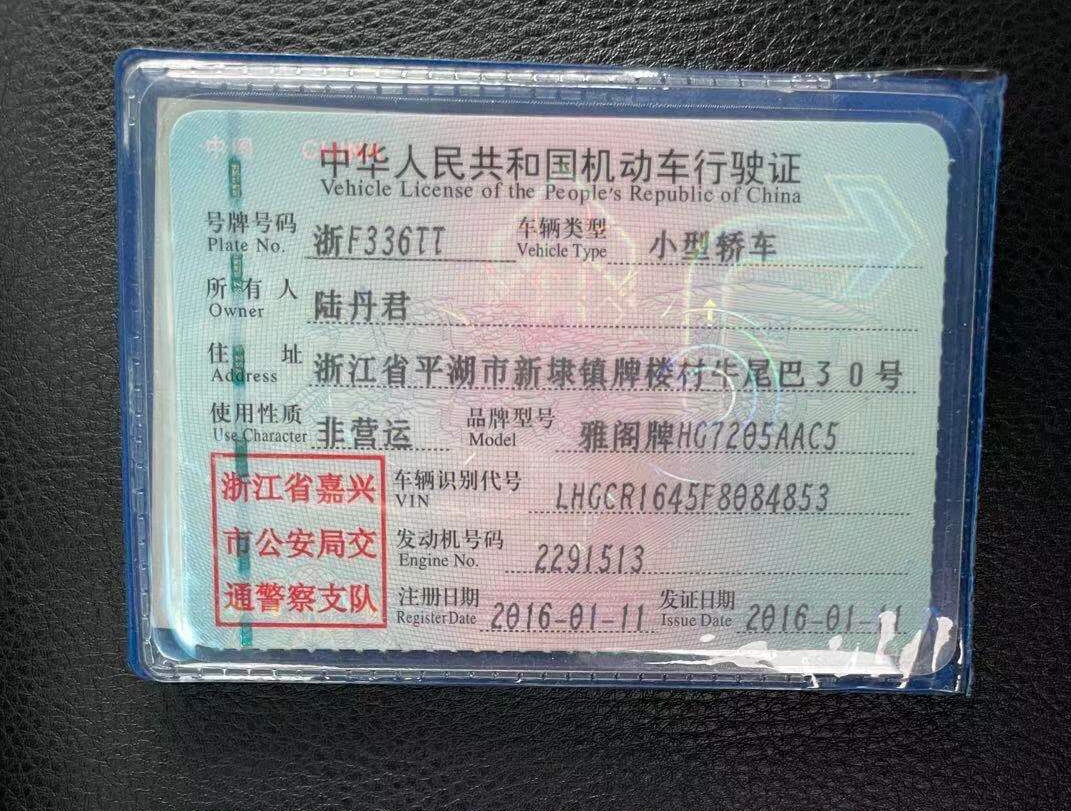 中国 CHINA
中华人民共和国机动车行驶证
Vehicle License of the People's Republic of China
号牌号码 浙F336TT 车辆类型 小型轿车
Plate No. Vehicle Type
所有人 陆丹君
Owner
住址 浙江省平湖市新埭镇牌楼村牛尾巴30号
Address
使用性质 非营运 品牌型号 雅阁牌HG7205AAC5
Use Character Model
浙江省嘉兴
市公安局交
通警察支队
车辆识别代号 LHGCR1645F8084853
VIN
发动机号码 2291513
Engine No.
注册日期 2016-01-11 发证日期 2016-01-11
Register Date Issue Date